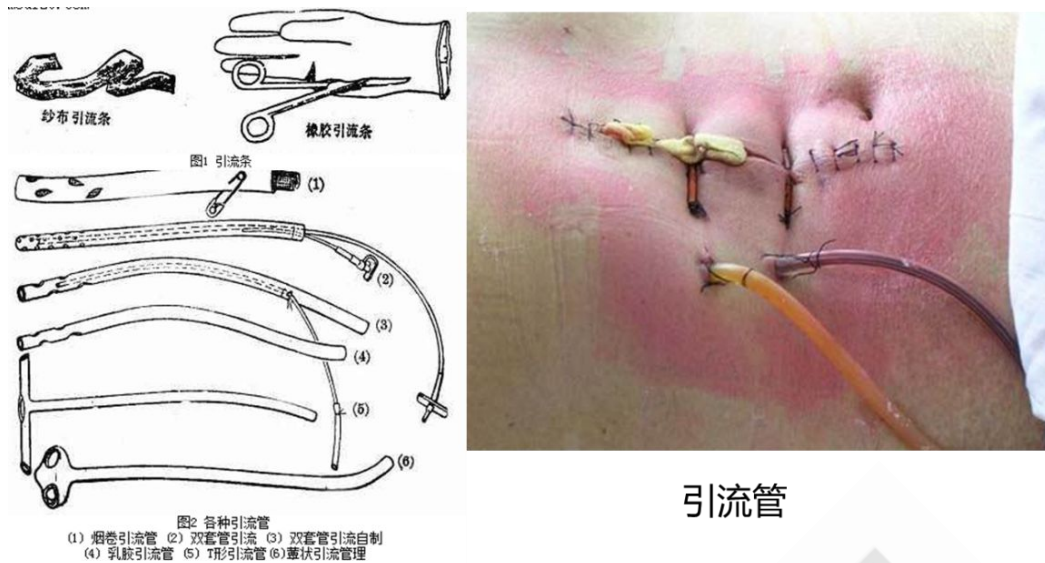 纱布引流条
橡胶引流条
图1 引流条
(1)
(2)
(3)
(4)
(5)
(6)
图2 各种引流管
(1) 烟卷引流管 (2) 双套管引流 (3) 双套管引流自制
(4) 乳胶引流管 (5) T形引流管(6)蕈状引流管理
引流管